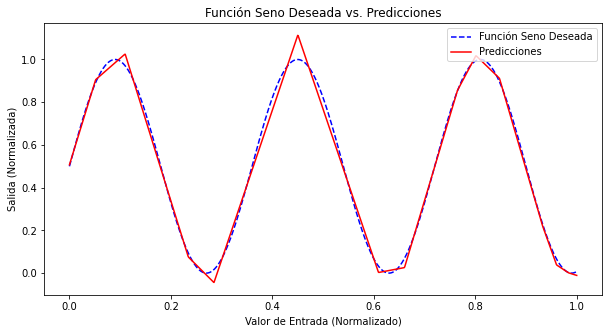 Función Seno Deseada vs. Predicciones
Función Seno Deseada
Predicciones
Salida (Normalizada)
1.0
0.8
0.6
0.4
0.2
0.0
0.0 0.2 0.4 0.6 0.8 1.0
Valor de Entrada (Normalizado)